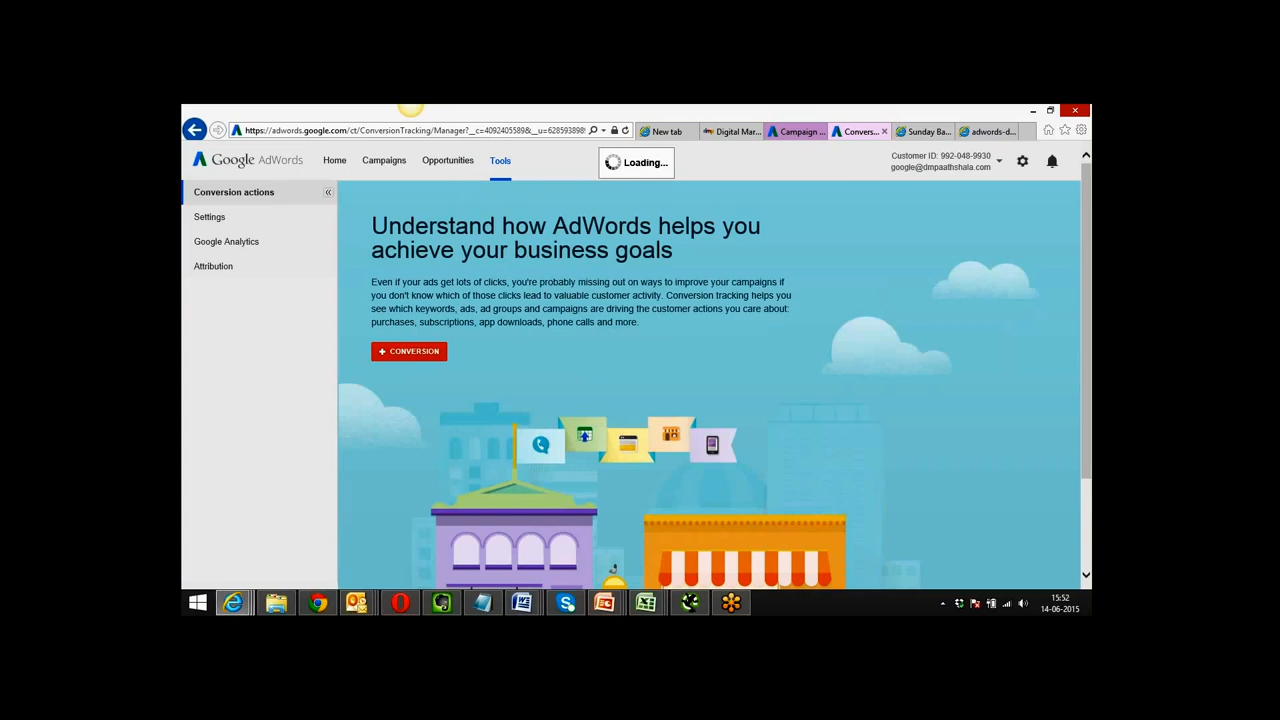 https://adwords.google.com/ct/ConversionTracking/Manager?__c=4092405589&__u=628593898
New tab
Digital Mar...
Campaign ...
Convers...
Sunday Ba...
adwords-d...
Google AdWords
Home
Campaigns
Opportunities
Tools
Loading...
Customer ID: 992-048-9930
google@dmpaathshala.com
Conversion actions
Settings
Google Analytics
Attribution
Understand how AdWords helps you
achieve your business goals
Even if your ads get lots of clicks, you're probably missing out on ways to improve your campaigns if
you don't know which of those clicks lead to valuable customer activity. Conversion tracking helps you
see which keywords, ads, ad groups and campaigns are driving the customer actions you care about:
purchases, subscriptions, app downloads, phone calls and more.
+ CONVERSION
15:52
14-06-2015